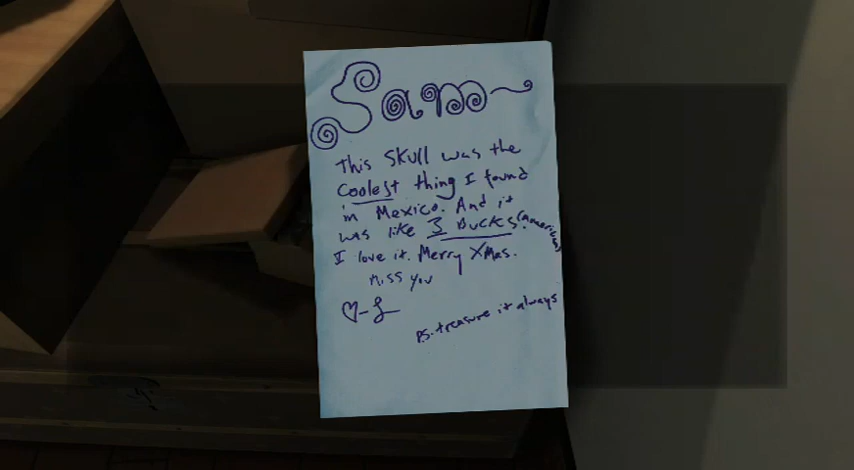 Sam
This Skull was the
Coolest thing I found
in Mexico. And it
was like 3 Bucks. (American)
I love it. Merry Xmas.
Miss you
♡-L
PS. treasure it always